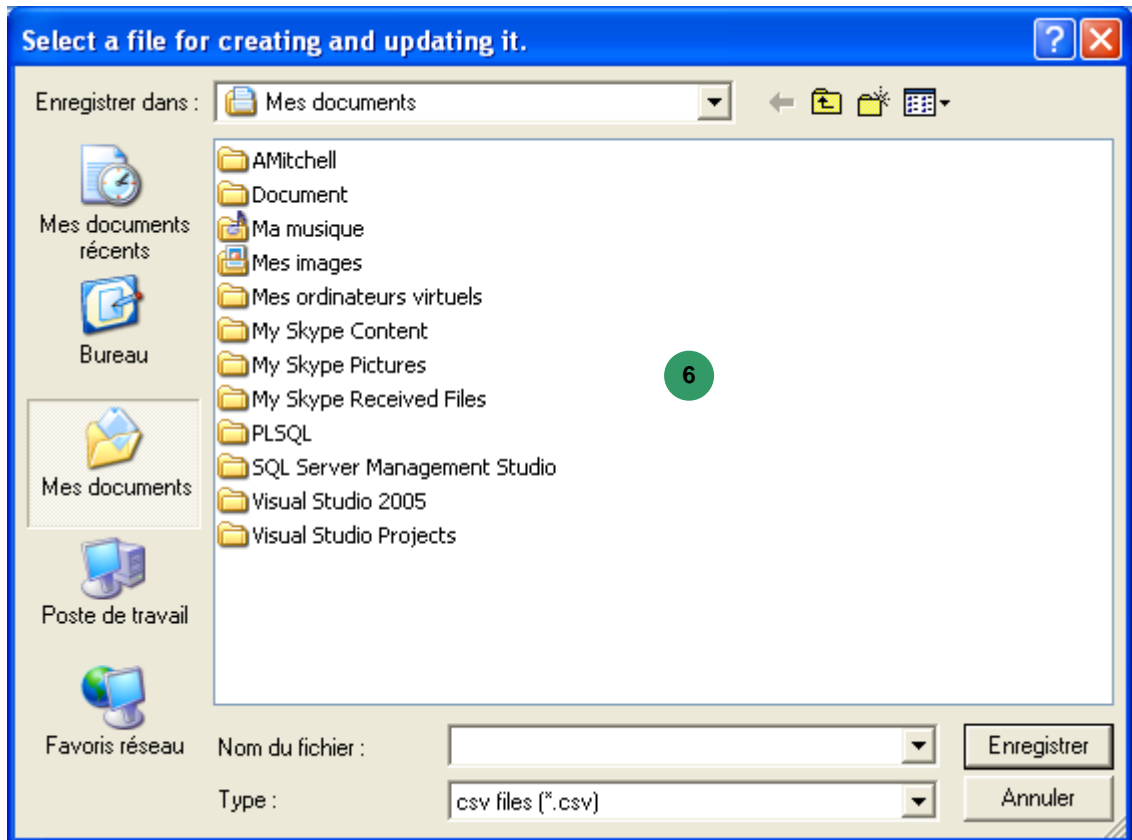 Select a file for creating and updating it.
Enregistrer dans :
Mes documents
Mes documents
récents
Bureau
Mes documents
Poste de travail
Favoris réseau
AMitchell
Document
Ma musique
Mes images
Mes ordinateurs virtuels
My Skype Content
My Skype Pictures
My Skype Received Files
PLSQL
SQL Server Management Studio
Visual Studio 2005
Visual Studio Projects
6
Nom du fichier :
Enregistrer
Type :
csv files (*.csv)
Annuler